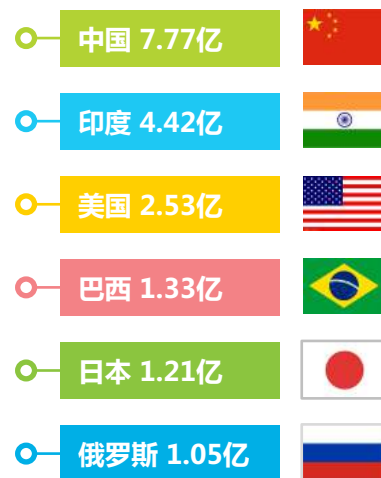 中国 7.77亿
印度 4.42亿
美国 2.53亿
巴西 1.33亿
日本 1.21亿
俄罗斯 1.05亿